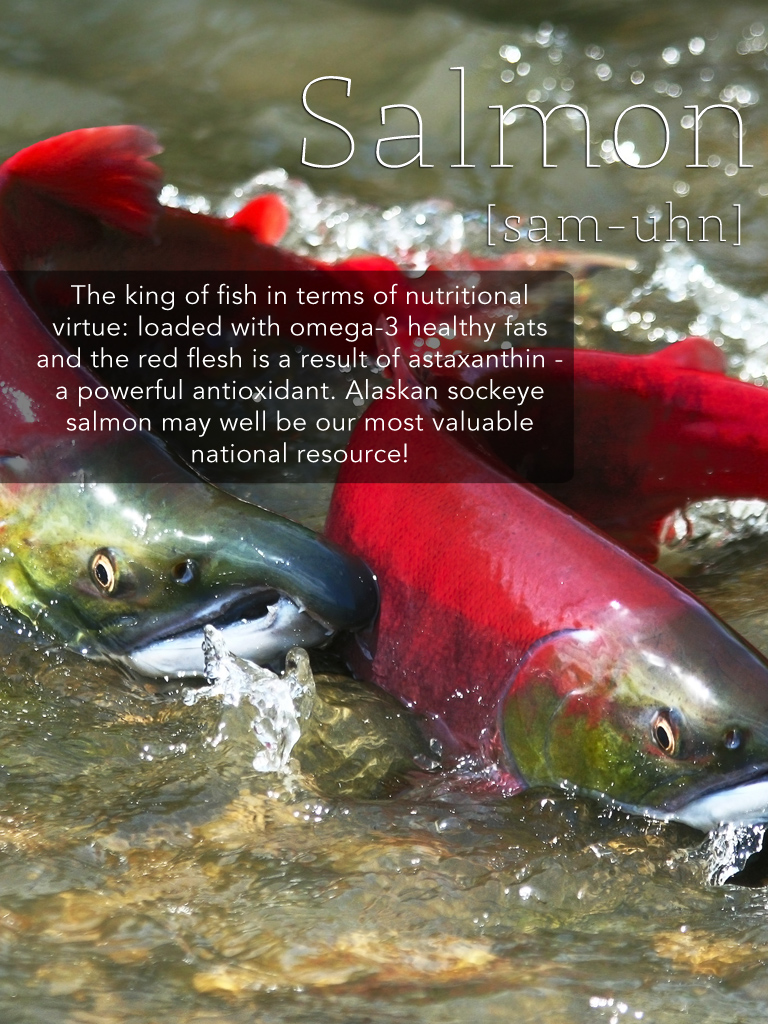 Salmon
[sam-uhn]
The king of fish in terms of nutritional
virtue: loaded with omega-3 healthy fats
and the red flesh is a result of astaxanthin -
a powerful antioxidant. Alaskan sockeye
salmon may well be our most valuable
national resource!